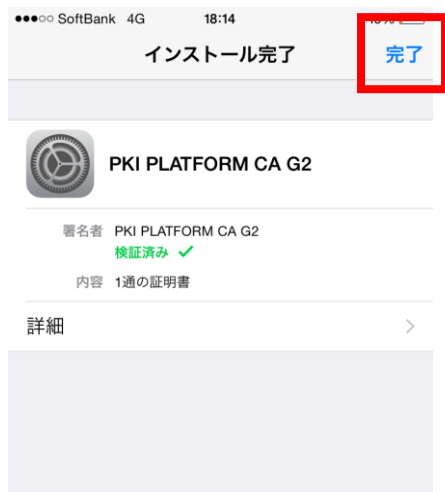 SoftBank 4G 18:14
インストール完了 完了
PKI PLATFORM CA G2
署名者 PKI PLATFORM CA G2
検証済み ✓
内容 1通の証明書
詳細